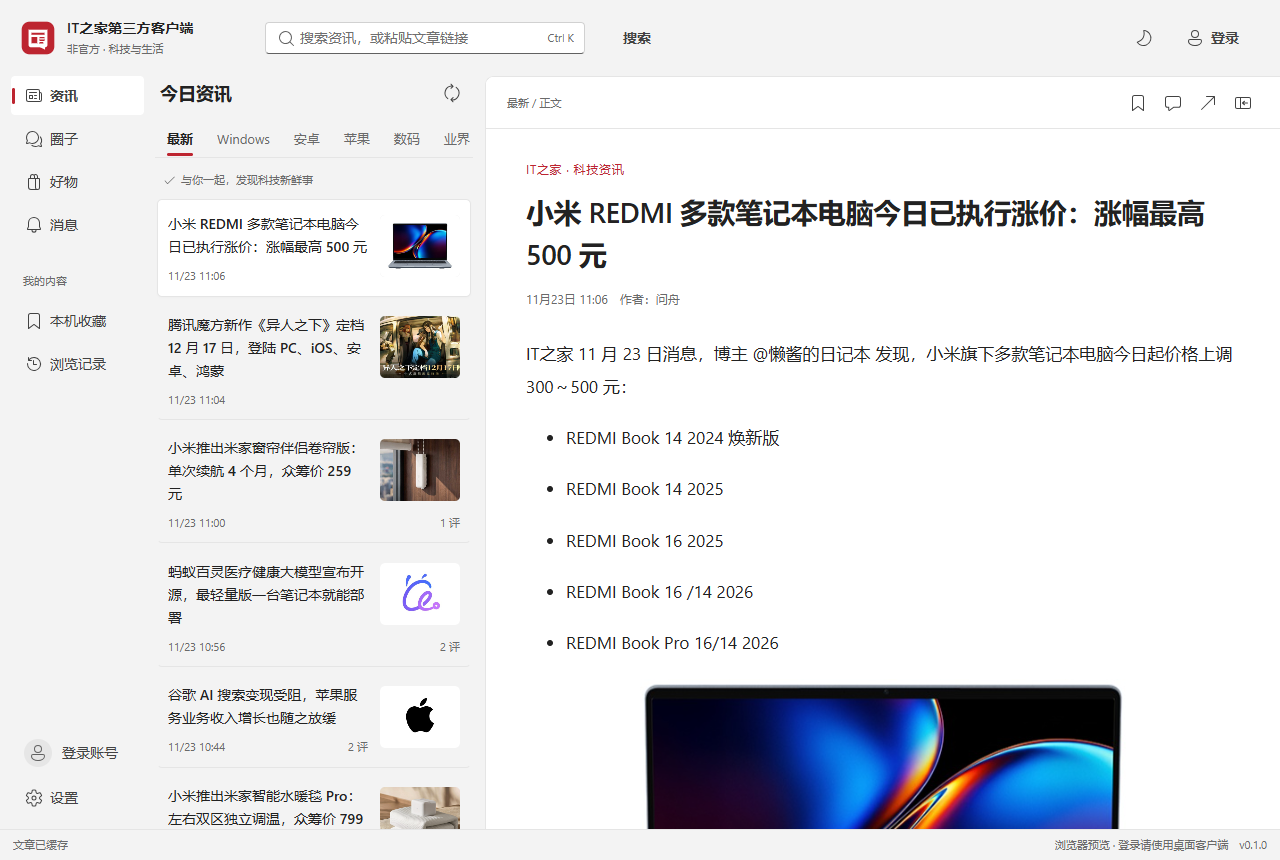 IT之家第三方客户端
非官方 · 科技与生活
搜索资讯，或粘贴文章链接
Ctrl K
搜索
登录
资讯
圈子
好物
消息
我的内容
本机收藏
浏览记录
登录账号
设置
今日资讯
最新
Windows
安卓
苹果
数码
业界
与你一起，发现科技新鲜事
小米 REDMI 多款笔记本电脑今
日已执行涨价：涨幅最高 500 元
11/23 11:06
腾讯魔方新作《异人之下》定档
12 月 17 日，登陆 PC、iOS、安
卓、鸿蒙
异人之下定档12月17日
11/23 11:04
小米推出米家窗帘伴侣卷帘版：
单次续航 4 个月，众筹价 259
元
11/23 11:00
1 评
蚂蚁百灵医疗健康大模型宣布开
源，最轻量版一台笔记本就能部
署
11/23 10:56
2 评
谷歌 AI 搜索变现受阻，苹果服
务业务收入增长也随之放缓
11/23 10:44
2 评
小米推出米家智能水暖毯 Pro：
左右双区独立调温，众筹价 799
最新 / 正文
IT之家 · 科技资讯
小米 REDMI 多款笔记本电脑今日已执行涨价：涨幅最高
500 元
11月23日 11:06
作者：问舟
IT之家 11 月 23 日消息，博主 @懒酱的日记本 发现，小米旗下多款笔记本电脑今日起价格上调
300～500 元：
REDMI Book 14 2024 焕新版
REDMI Book 14 2025
REDMI Book 16 2025
REDMI Book 16 /14 2026
REDMI Book Pro 16/14 2026
文章已缓存
浏览器预览 · 登录请使用桌面客户端
v0.1.0